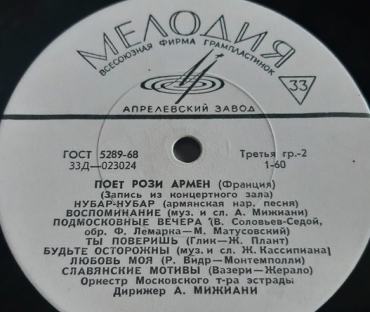 МЕЛОДИЯ
ВСЕСОЮЗНАЯ ФИРМА ГРАМПЛАСТИНОК
33
АПРЕЛЕВСКИЙ ЗАВОД
ГОСТ 5289-68
Третья гр.-2
33Д-023024
1-60
ПОЕТ РОЗИ АРМЕН (Франция)
(Запись из концертного зала)
НУБАР-НУБАР (армянская нар. песня)
ВОСПОМИНАНИЕ (муз. и сл. А. Мижиани)
ПОДМОСКОВНЫЕ ВЕЧЕРА (В. Соловьев-Седой,
обр. Ф. Лемарка—М. Матусовский)
ТЫ ПОВЕРИШЬ? (Глик—Ж. Плант)
БУДЬТЕ ОСТОРОЖНЫ (муз. и сл. Ж. Кассипиана)
ЛЮБОВЬ МОЯ (Р. Видр—Монтемполли)
СЛАВЯНСКИЕ МОТИВЫ (Вазери—Жерало)
Оркестр Московского т-ра эстрады
Дирижер А. МИЖИАНИ